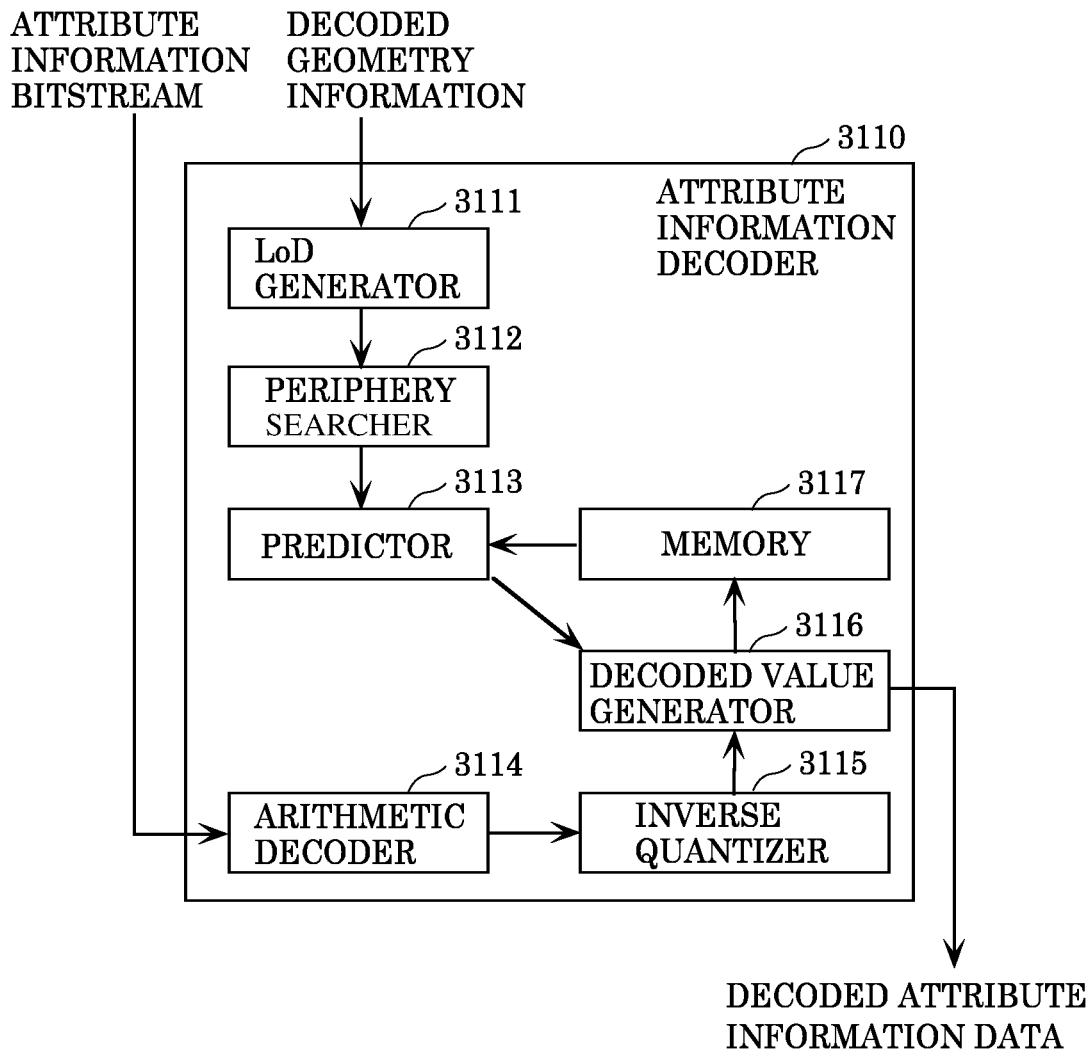 ATTRIBUTE
INFORMATION
BITSTREAM
DECODED
GEOMETRY
INFORMATION
3110
ATTRIBUTE
INFORMATION
DECODER
3111
LoD
GENERATOR
3112
PERIPHERY
SEARCHER
3113
PREDICTOR
3117
MEMORY
3116
DECODED VALUE
GENERATOR
3114
ARITHMETIC
DECODER
3115
INVERSE
QUANTIZER
DECODED ATTRIBUTE
INFORMATION DATA